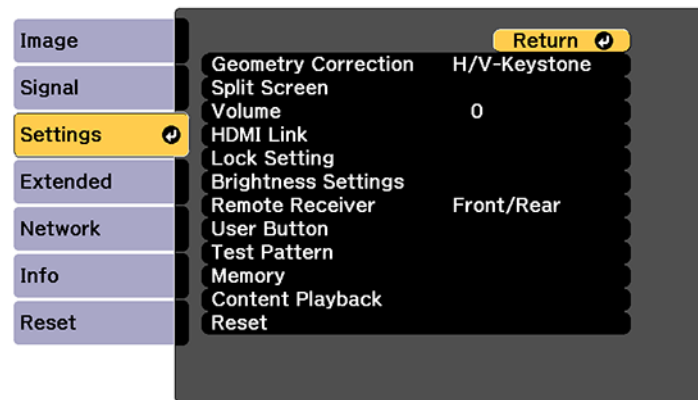 Image
Signal
Settings
Extended
Network
Info
Reset
Return
Geometry Correction H/V-Keystone
Split Screen
Volume 0
HDMI Link
Lock Setting
Brightness Settings
Remote Receiver Front/Rear
User Button
Test Pattern
Memory
Content Playback
Reset